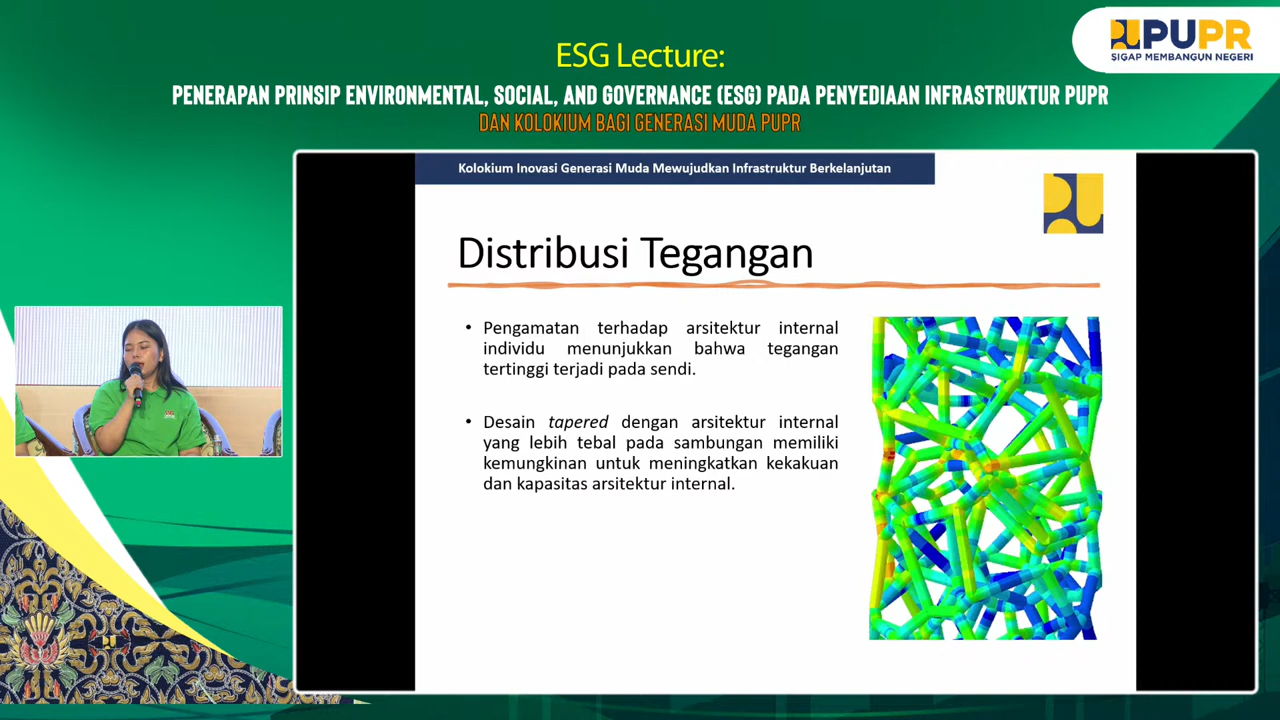 PUPR
SIGAP MEMBANGUN NEGERI
ESG Lecture:
PENERAPAN PRINSIP ENVIRONMENTAL, SOCIAL, AND GOVERNANCE (ESG) PADA PENYEDIAAN INFRASTRUKTUR PUPR
DAN KOLOKIUM BAGI GENERASI MUDA PUPR
Kolokium Inovasi Generasi Muda Mewujudkan Infrastruktur Berkelanjutan
Distribusi Tegangan
• Pengamatan terhadap arsitektur internal
individu menunjukkan bahwa tegangan
tertinggi terjadi pada sendi.
• Desain tapered dengan arsitektur internal
yang lebih tebal pada sambungan memiliki
kemungkinan untuk meningkatkan kekakuan
dan kapasitas arsitektur internal.